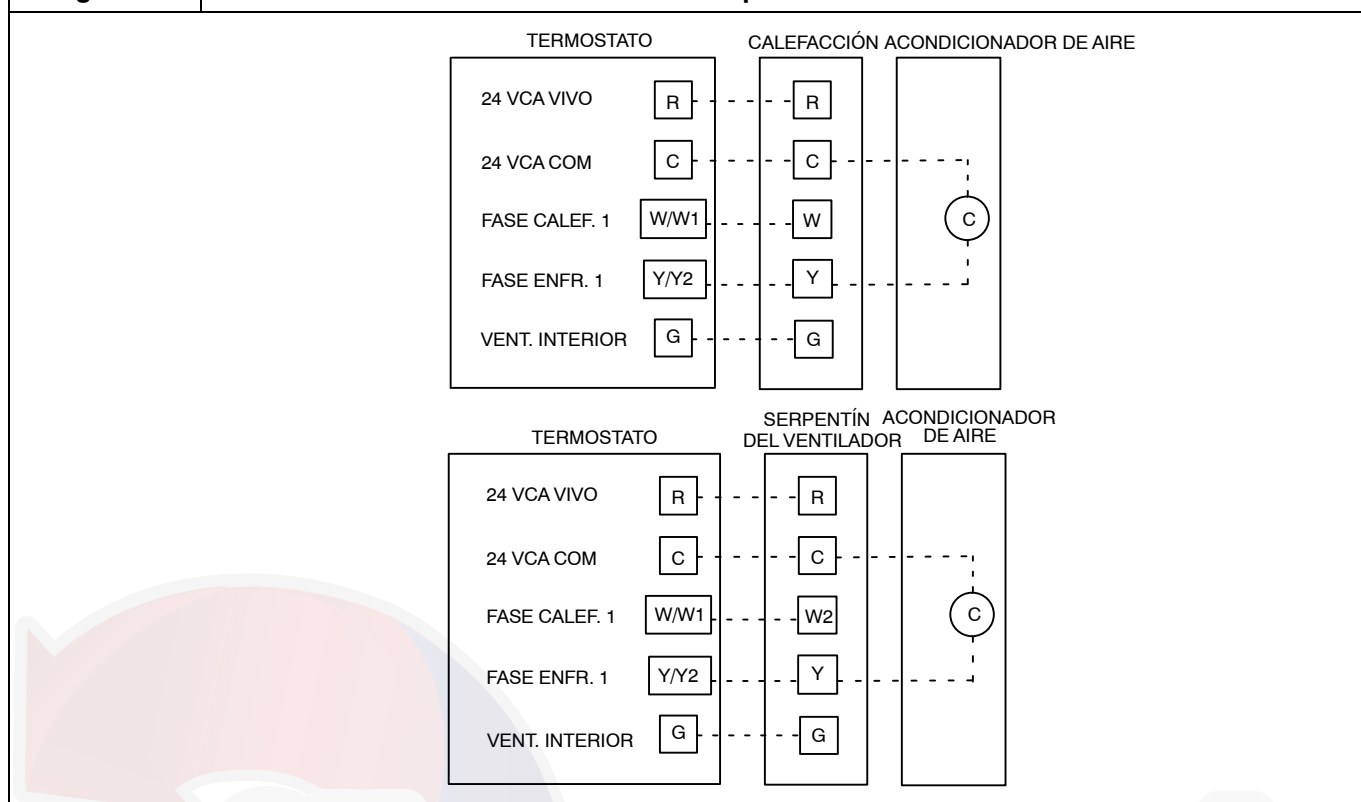 TERMOSTATO
CALEFACCIÓN ACONDICIONADOR DE AIRE
24 VCA VIVO R R
24 VCA COM C C
FASE CALEF. 1 W/W1 W C
FASE ENFR. 1 Y/Y2 Y
VENT. INTERIOR G G
TERMOSTATO
SERPENTÍN
DEL VENTILADOR
ACONDICIONADOR
DE AIRE
24 VCA VIVO R R
24 VCA COM C C
FASE CALEF. 1 W/W1 W2 C
FASE ENFR. 1 Y/Y2 Y
VENT. INTERIOR G G